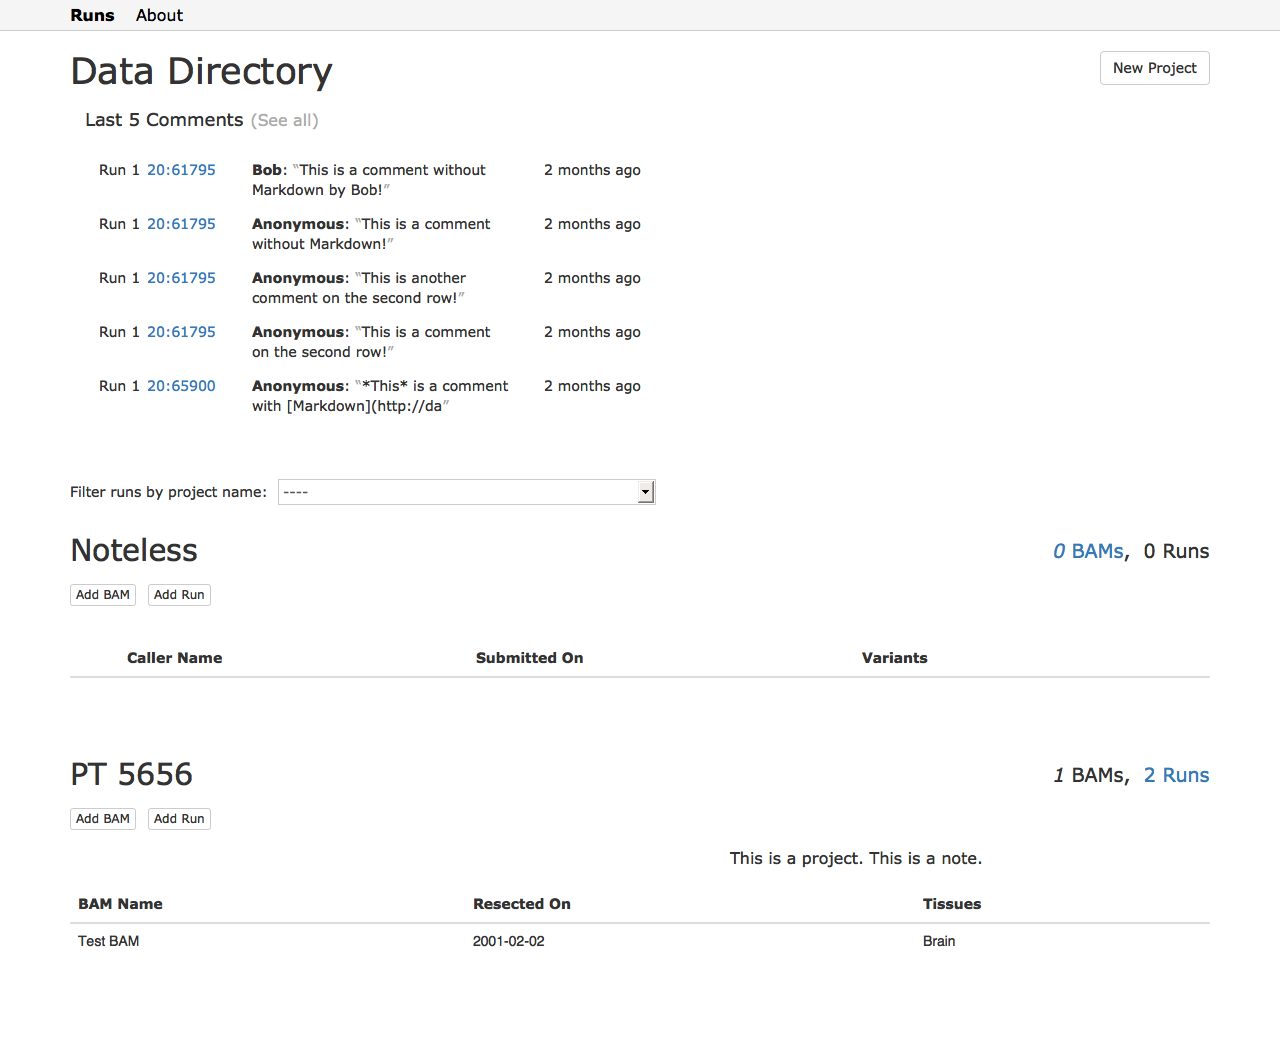 Runs About
Data Directory
New Project
Last 5 Comments (See all)
Run 1 20:61795 Bob: “This is a comment without 2 months ago
Markdown by Bob!”
Run 1 20:61795 Anonymous: “This is a comment 2 months ago
without Markdown!”
Run 1 20:61795 Anonymous: “This is another 2 months ago
comment on the second row!”
Run 1 20:61795 Anonymous: “This is a comment 2 months ago
on the second row!”
Run 1 20:65900 Anonymous: “*This* is a comment 2 months ago
with [Markdown](http://da”
Filter runs by project name: ----
Noteless 0 BAMs, 0 Runs
Add BAM Add Run
Caller Name Submitted On Variants
PT 5656 1 BAMs, 2 Runs
Add BAM Add Run
This is a project. This is a note.
BAM Name Resected On Tissues
Test BAM 2001-02-02 Brain